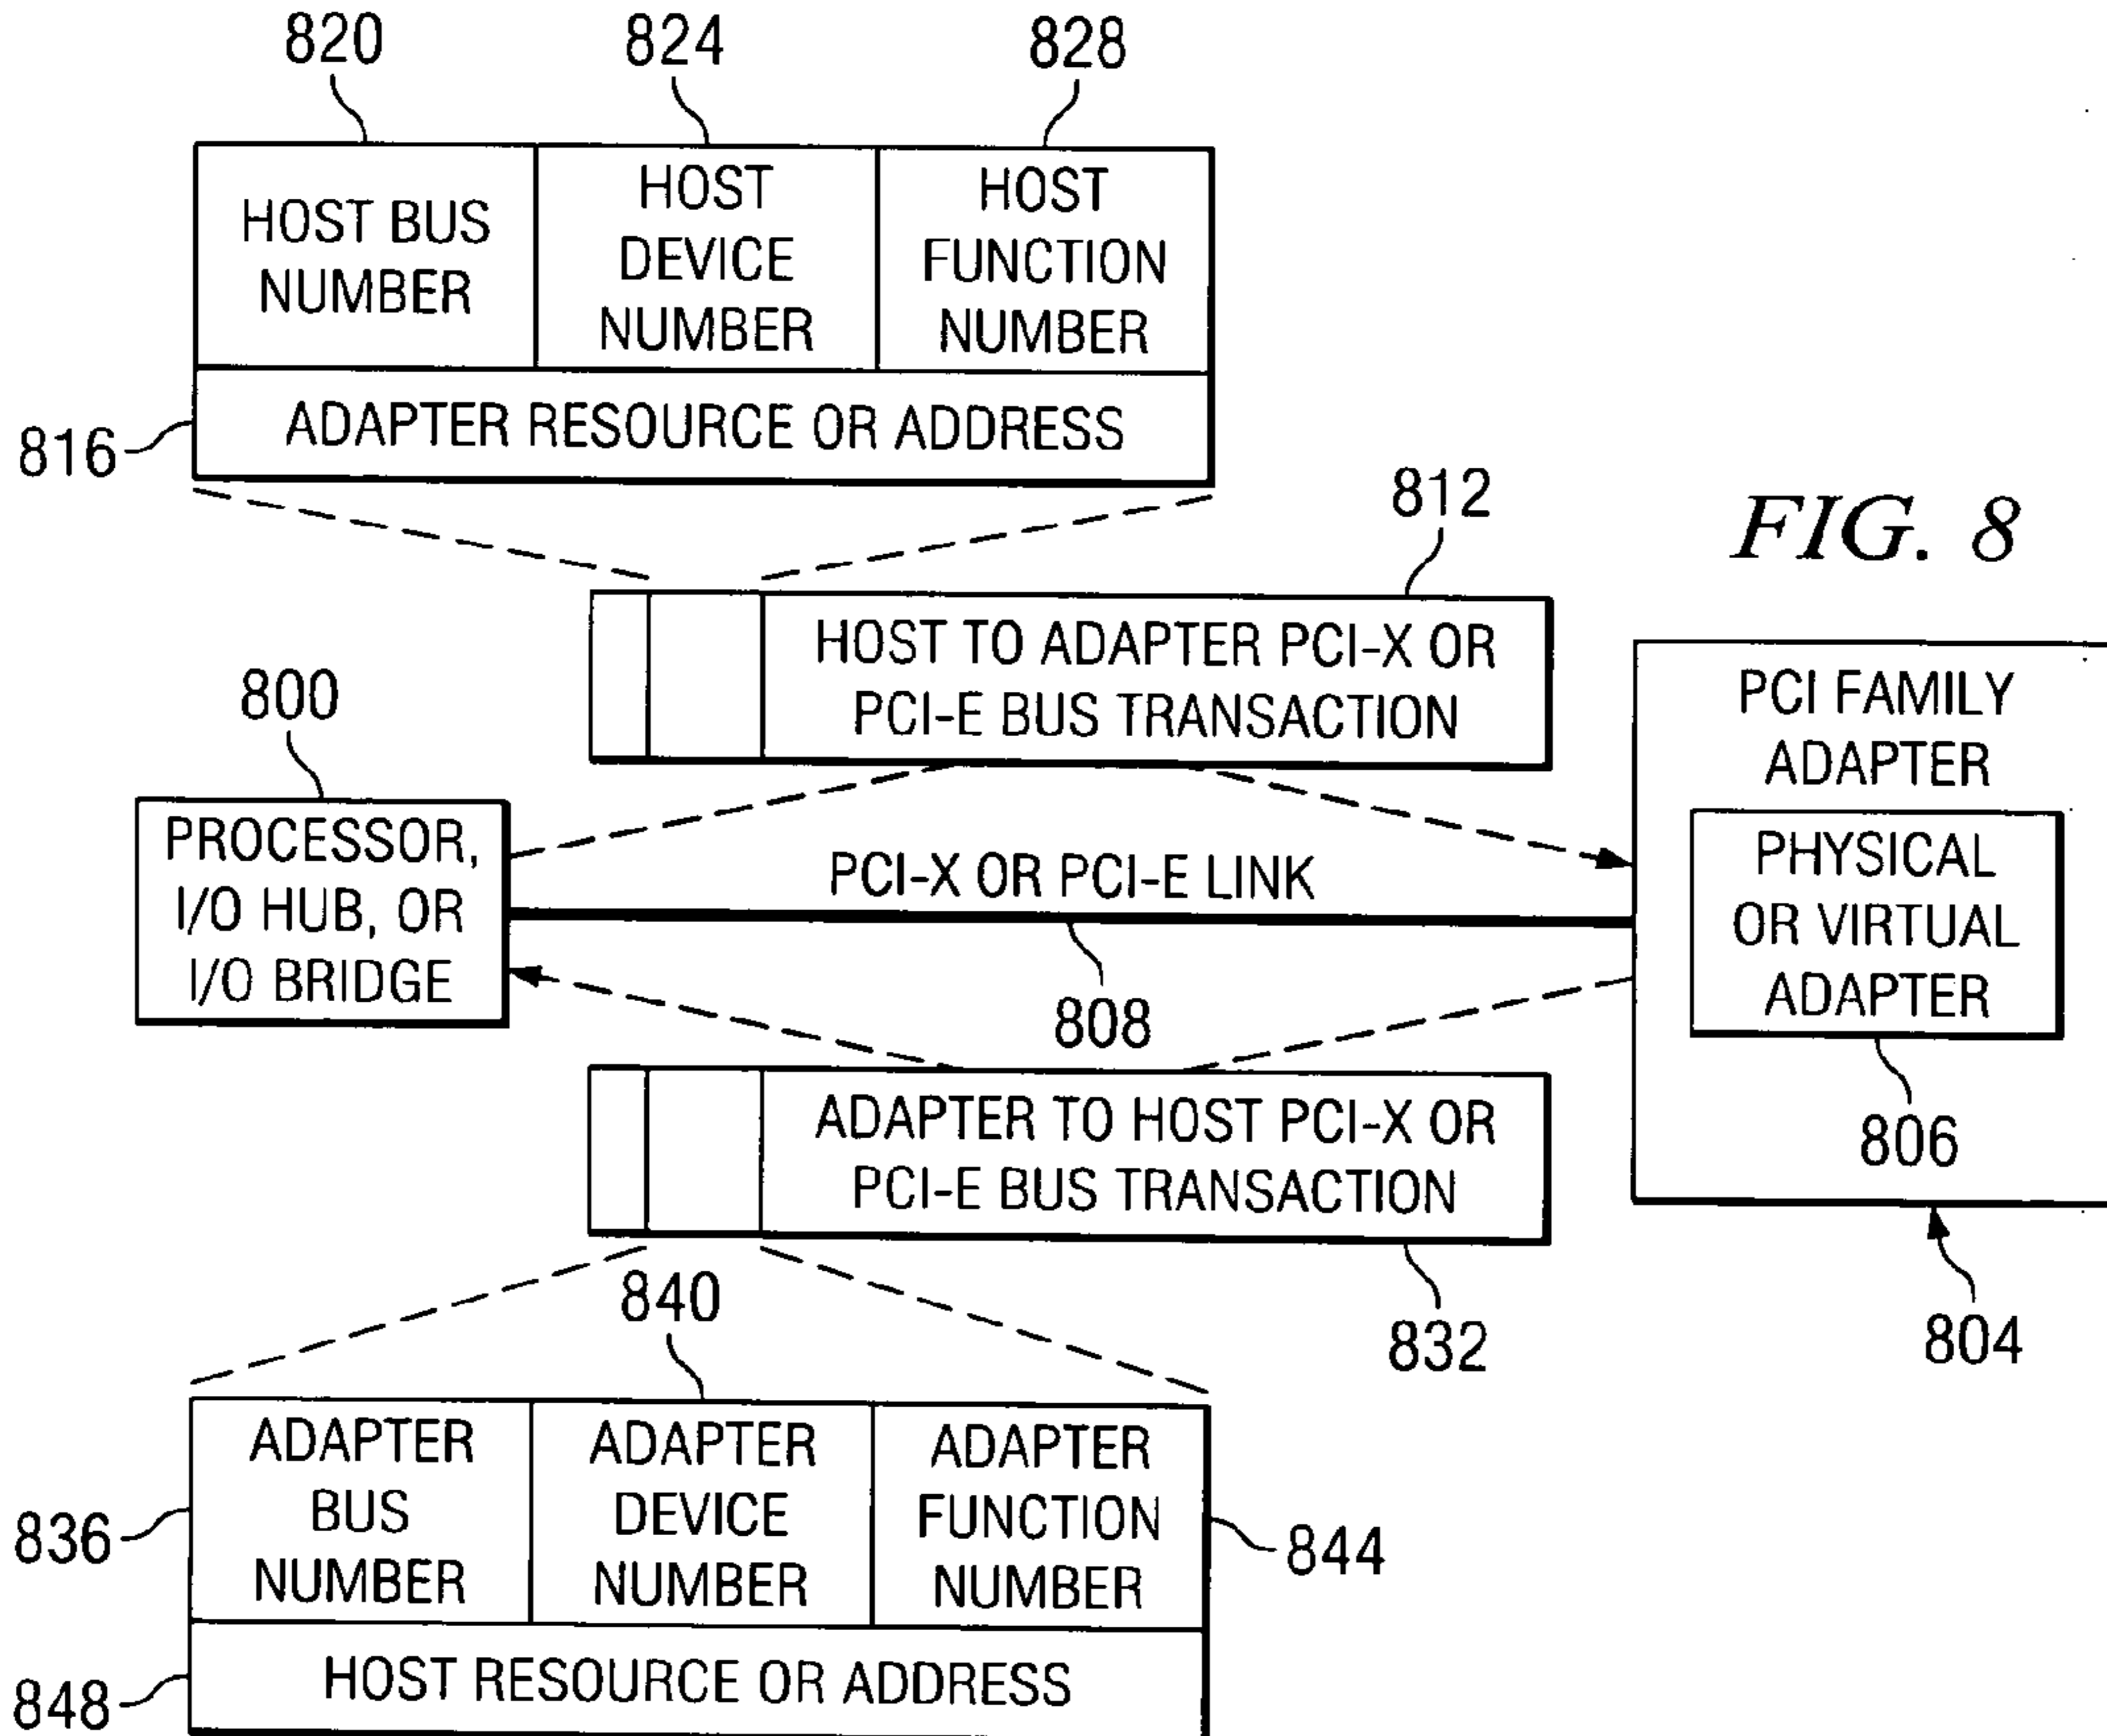 820
824
828
HOST BUS
NUMBER
HOST
DEVICE
NUMBER
HOST
FUNCTION
NUMBER
816
ADAPTER RESOURCE OR ADDRESS
812
FIG. 8
HOST TO ADAPTER PCI-X OR
PCI-E BUS TRANSACTION
800
PROCESSOR,
I/O HUB, OR
I/O BRIDGE
PCI-X OR PCI-E LINK
808
PCI FAMILY
ADAPTER
PHYSICAL
OR VIRTUAL
ADAPTER
806
804
ADAPTER TO HOST PCI-X OR
PCI-E BUS TRANSACTION
832
840
836
ADAPTER
BUS
NUMBER
ADAPTER
DEVICE
NUMBER
ADAPTER
FUNCTION
NUMBER
844
848
HOST RESOURCE OR ADDRESS